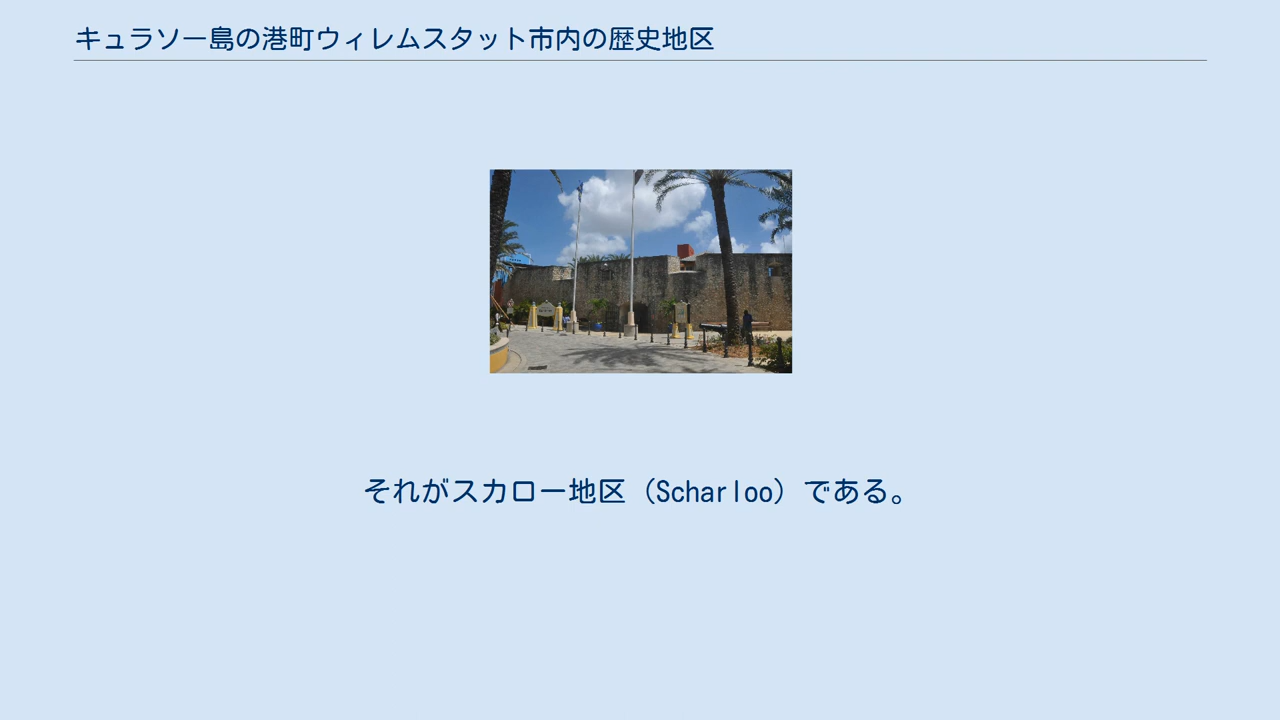 キュラソー島の港町ウィレムスタット市内の歴史地区
それがスカロー地区（Scharloo）である。